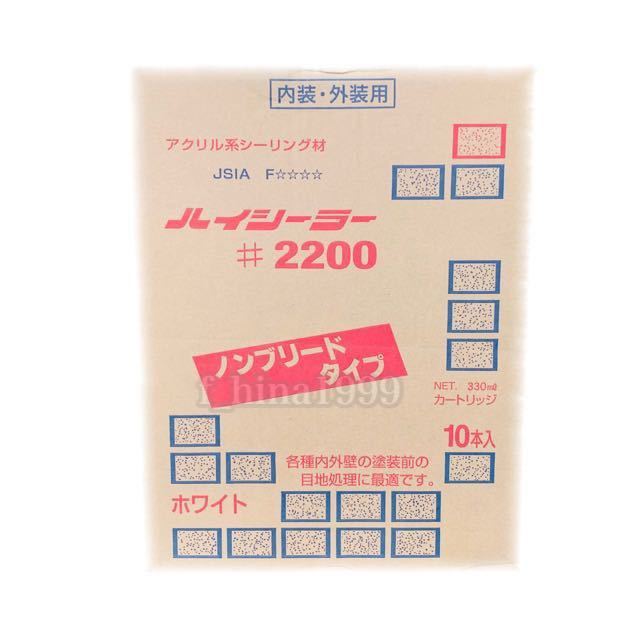 内装・外装用
アクリル系シーリング材
JSIA F☆☆☆☆
ハイシーラー
#2200
ノンブリード
タイプ
f_hina1999
NET. 330㎖
カートリッジ
10本入
各種内外壁の塗装前の
目地処理に最適です。
ホワイト